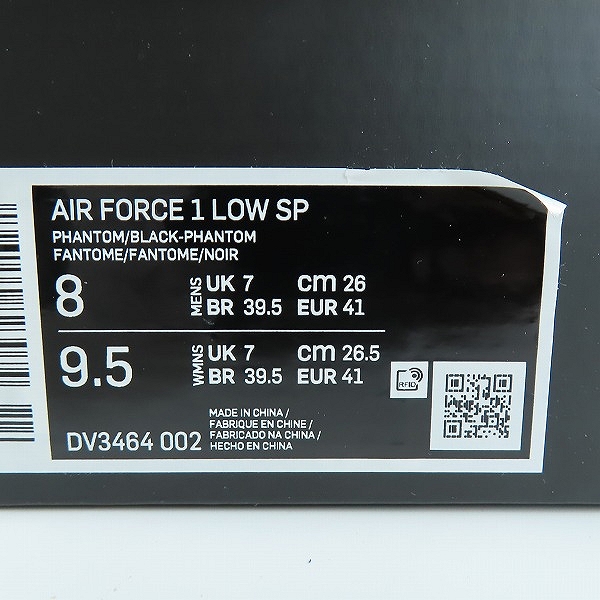 AIR FORCE 1 LOW SP
PHANTOM/BLACK-PHANTOM
FANTOME/FANTOME/NOIR
8 MENS UK 7 cm 26
BR 39.5 EUR 41
9.5 WMNS UK 7 cm 26.5
BR 39.5 EUR 41
RFID
DV3464 002
MADE IN CHINA /
FABRIQUE EN CHINE /
FABRICADO NA CHINA /
HECHO EN CHINA